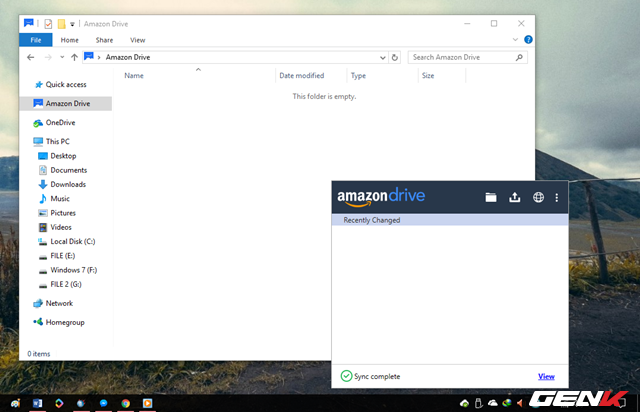 Amazon Drive
File Home Share View
Amazon Drive
Search Amazon Drive
Name Date modified Type Size
This folder is empty.
Quick access
Amazon Drive
OneDrive
This PC
Desktop
Documents
Downloads
Music
Pictures
Videos
Local Disk (C:)
FILE (E:)
Windows 7 (F:)
FILE 2 (G:)
Network
Homegroup
0 items
amazondrive
Recently Changed
Sync complete View
GENK